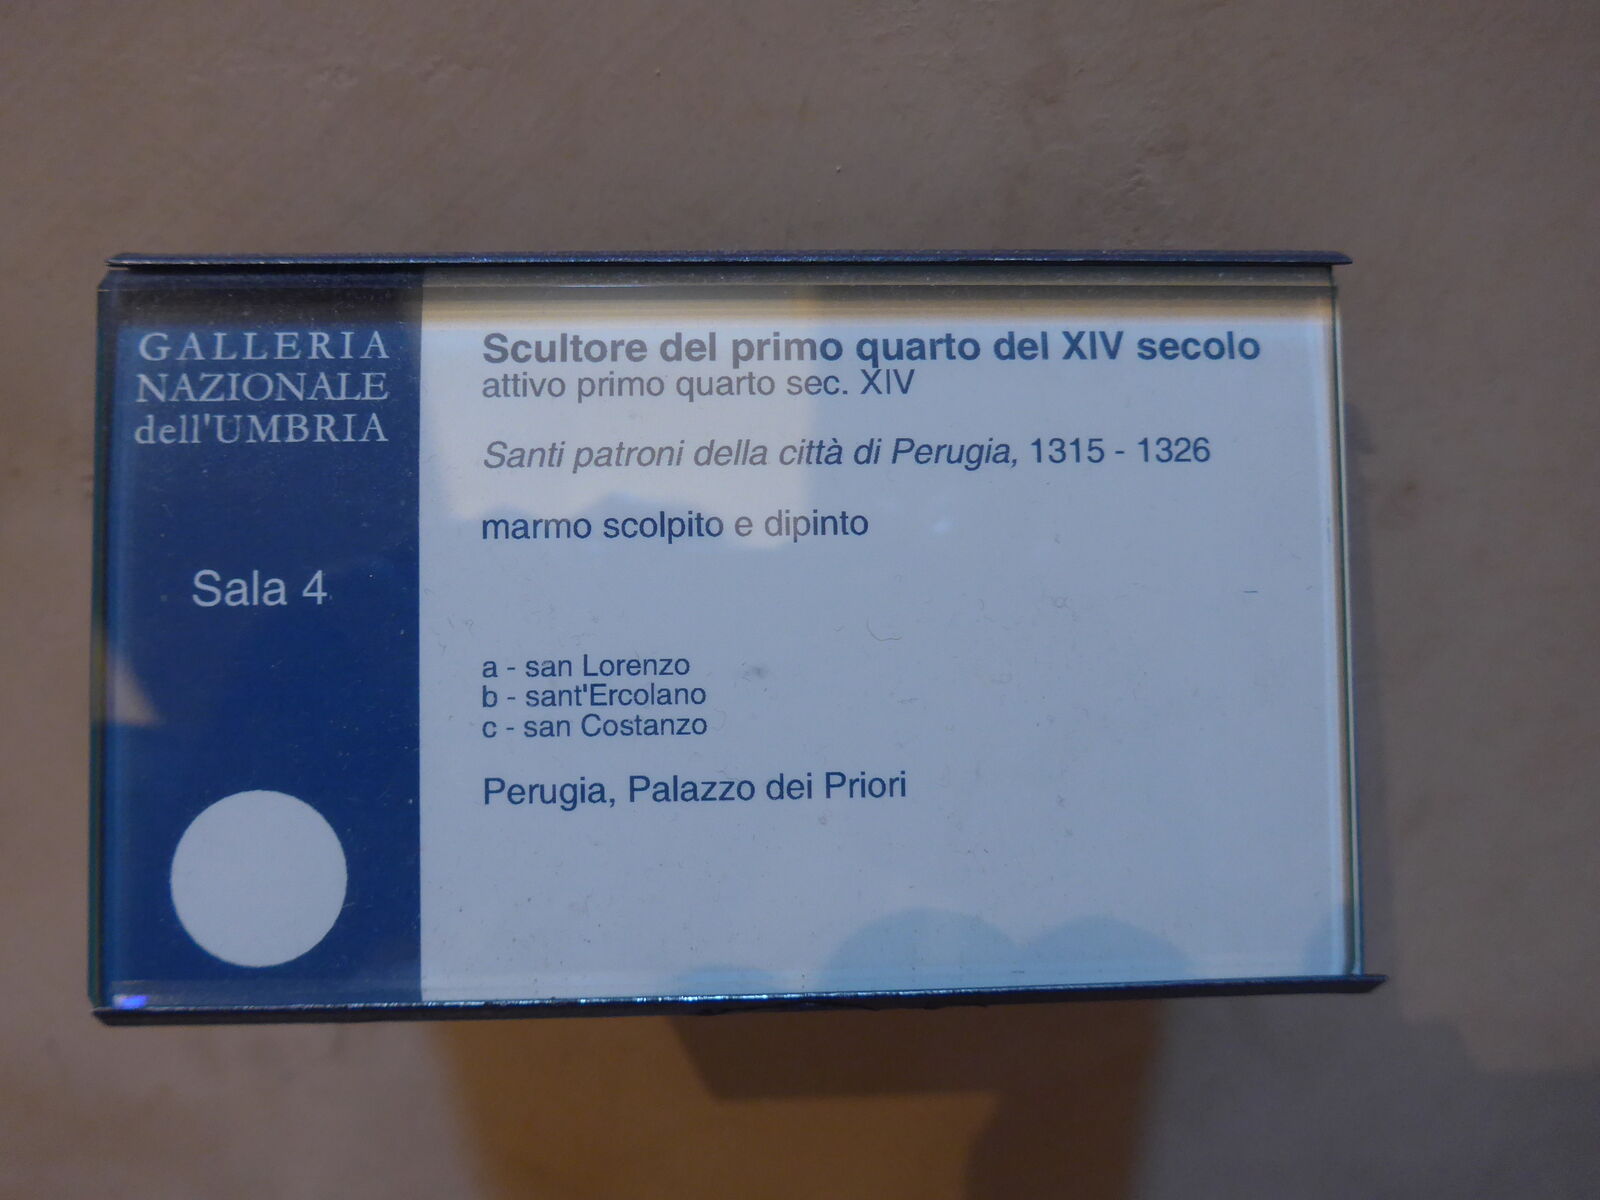 GALLERIA
NAZIONALE
dell'UMBRIA
Sala 4
Scultore del primo quarto del XIV secolo
attivo primo quarto sec. XIV
Santi patroni della città di Perugia, 1315 - 1326
marmo scolpito e dipinto
a - san Lorenzo
b - sant'Ercolano
c - san Costanzo
Perugia, Palazzo dei Priori